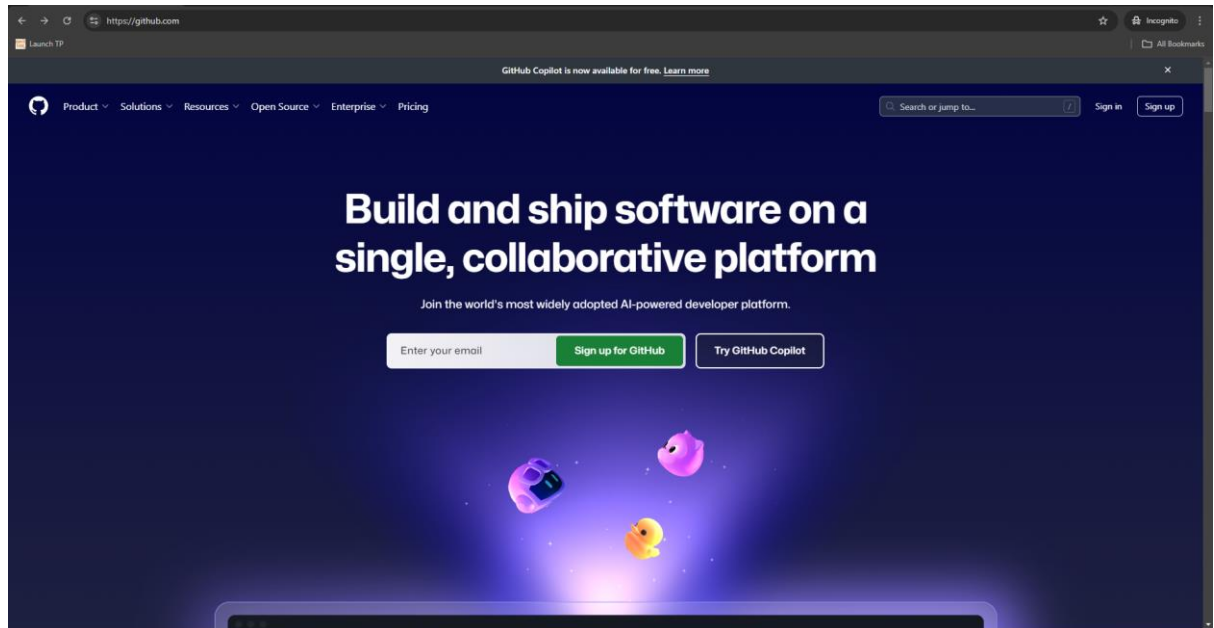 https://github.com
Incognito
Launch TP
All Bookmarks
GitHub Copilot is now available for free. Learn more
Product Solutions Resources Open Source Enterprise Pricing
Search or jump to...
/
Sign in
Sign up
Build and ship software on a
single, collaborative platform
Join the world's most widely adopted AI-powered developer platform.
Enter your email
Sign up for GitHub
Try GitHub Copilot